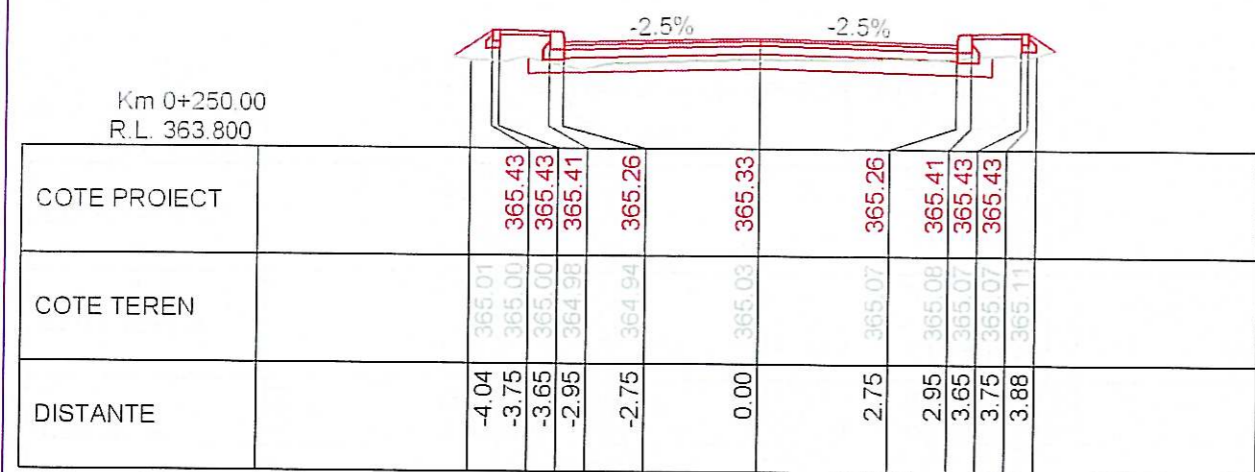 -2.5% -2.5%
Km 0+250.00
R.L. 363.800
COTE PROIECT 365.43 365.43 365.41 365.26 365.33 365.26 365.41 365.43 365.43
COTE TEREN 365.01 365.00 365.00 364.98 364.94 365.03 365.07 365.08 365.07 365.07 365.11
DISTANTE -4.04 -3.75 -3.65 -2.95 -2.75 0.00 2.75 2.95 3.65 3.75 3.88